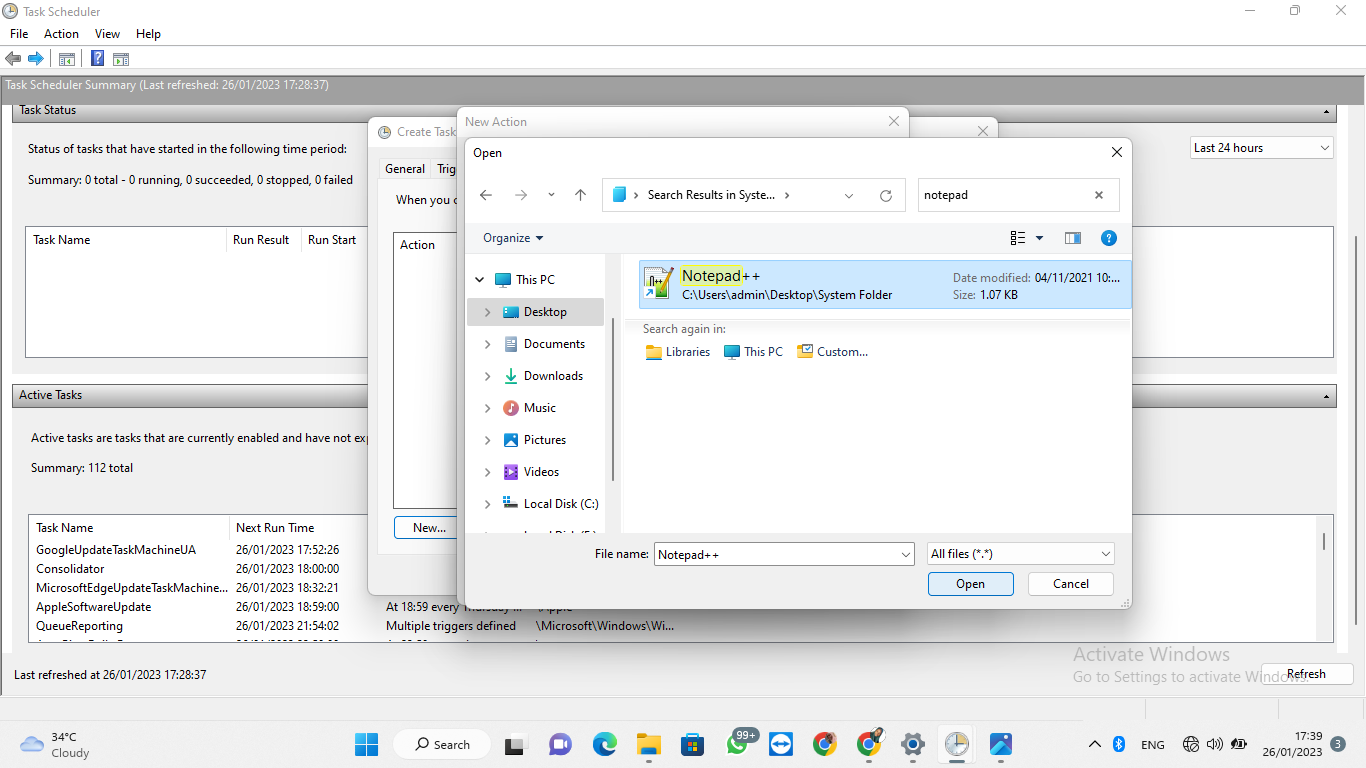 Task Scheduler
File Action View Help
Task Scheduler Summary (Last refreshed: 26/01/2023 17:28:37)
Task Status
Status of tasks that have started in the following time period:
Last 24 hours
Summary: 0 total - 0 running, 0 succeeded, 0 stopped, 0 failed
Task Name Run Result Run Start
Create Task
General Trig
When you c
Action
New...
New Action
Open
Search Results in Syste...
notepad
Organize
This PC
Desktop
Documents
Downloads
Music
Pictures
Videos
Local Disk (C:)
Notepad++
C:\Users\admin\Desktop\System Folder
Date modified: 04/11/2021 10:...
Size: 1.07 KB
Search again in:
Libraries This PC Custom...
File name: Notepad++ All files (*.*)
Open Cancel
Active Tasks
Active tasks are tasks that are currently enabled and have not exp
Summary: 112 total
Task Name Next Run Time
GoogleUpdateTaskMachineUA 26/01/2023 17:52:26
Consolidator 26/01/2023 18:00:00
MicrosoftEdgeUpdateTaskMachine... 26/01/2023 18:32:21
AppleSoftwareUpdate 26/01/2023 18:59:00 At 18:59 every Thursday ... \Apple
QueueReporting 26/01/2023 21:54:02 Multiple triggers defined \Microsoft\Windows\Wi...
Last refreshed at 26/01/2023 17:28:37
Refresh
Activate Windows
Go to Settings to activate Windows.
34°C
Cloudy
Search
99+
ENG
17:39
26/01/2023
3